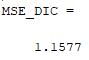 MSE_DIC =
1.1577